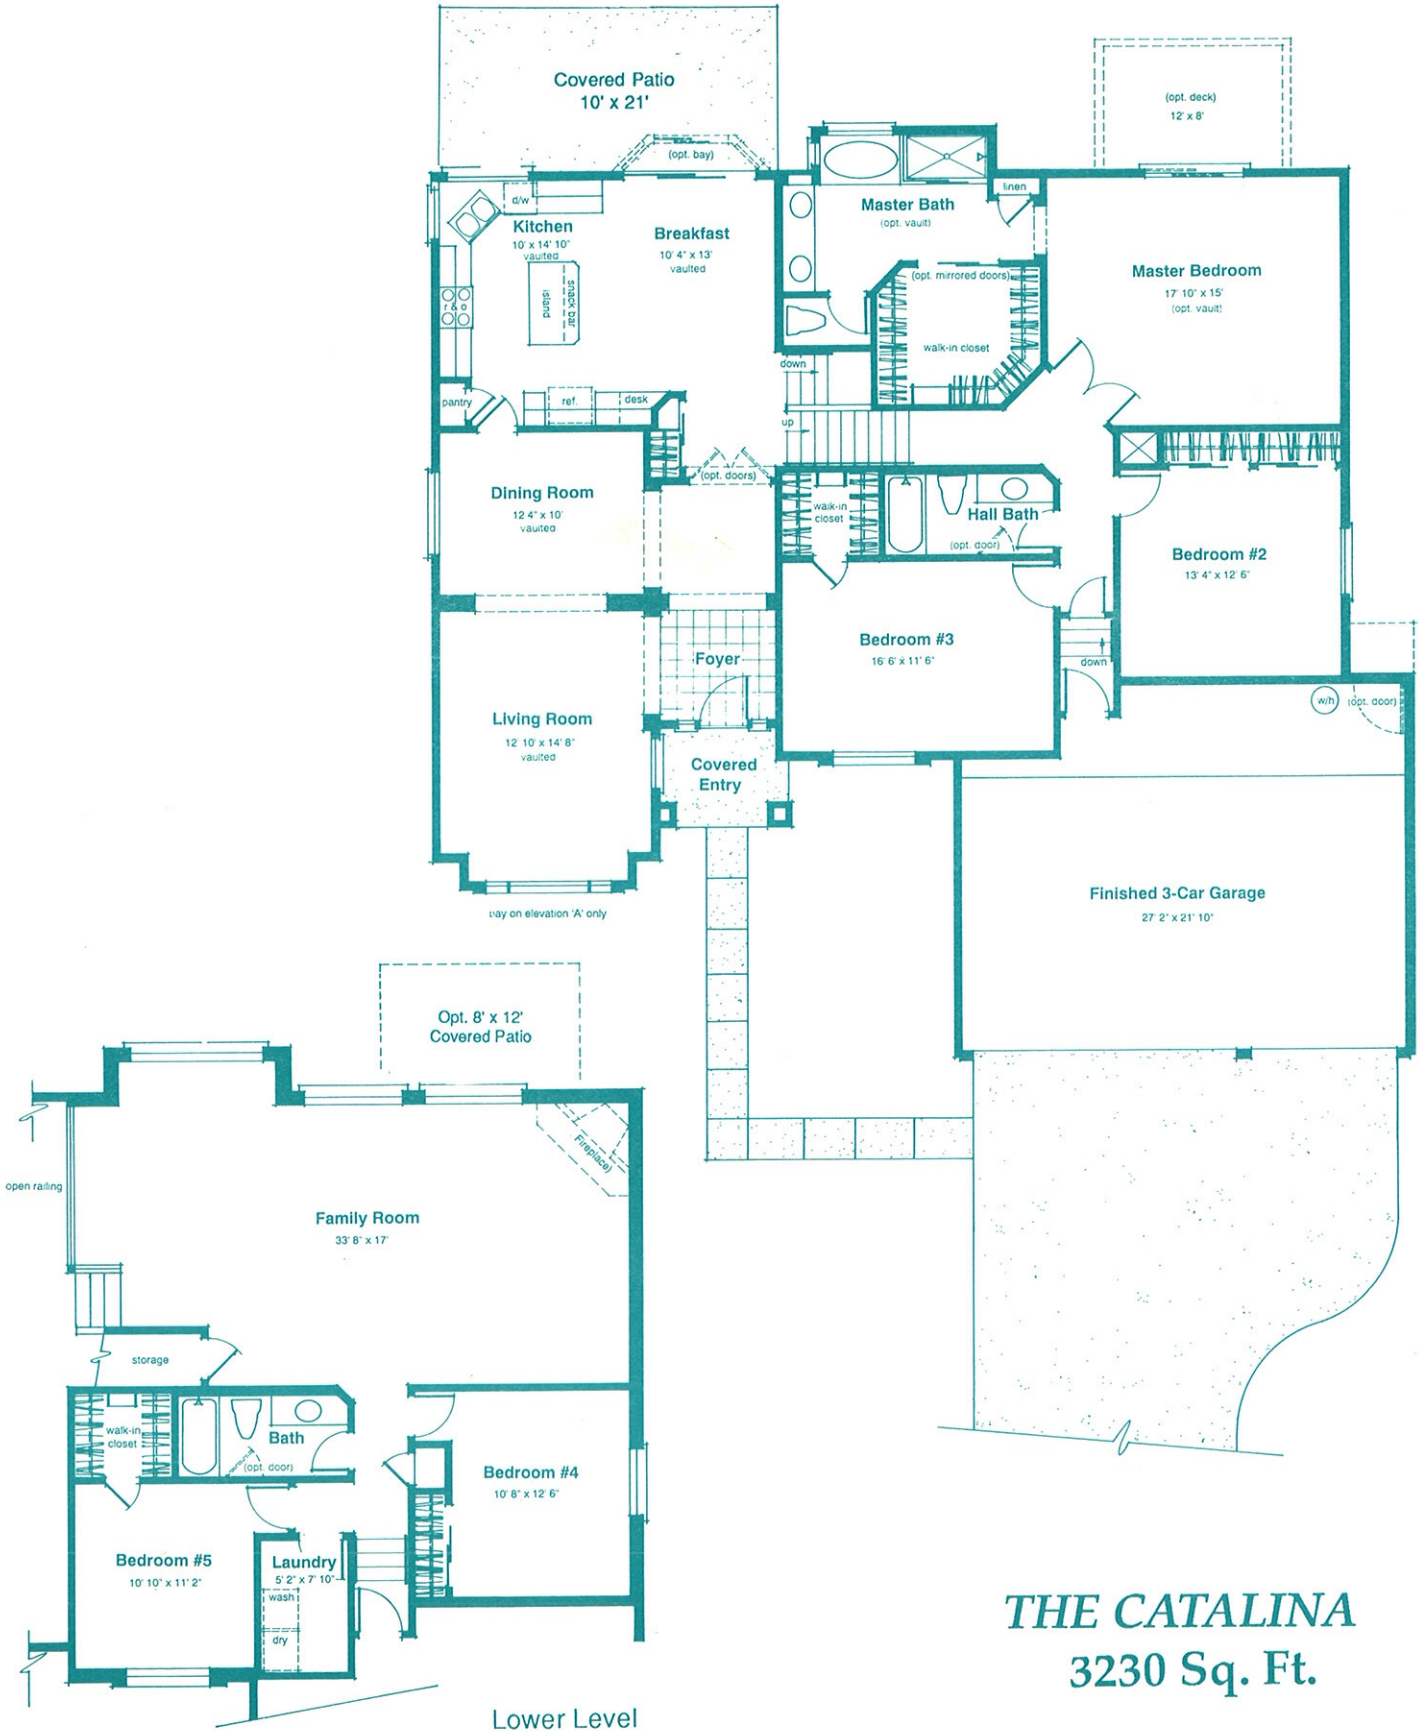 Covered Patio
10' x 21'
(opt. bay)
(opt. deck)
12' x 8'
d/w
Kitchen
10' x 14' 10"
vaulted
Breakfast
10' 4" x 13'
vaulted
island
snack bar
r & o
pantry
ref.
desk
Master Bath
(opt. vault)
linen
(opt. mirrored doors)
walk-in closet
Master Bedroom
17' 10" x 15'
(opt. vault)
down
up
(opt. doors)
Dining Room
12 4" x 10'
vaulted
walk-in
closet
Hall Bath
(opt. door)
Bedroom #2
13' 4" x 12' 6"
Bedroom #3
16' 6' x 11' 6"
down
Foyer
Living Room
12' 10' x 14' 8"
vaulted
Covered
Entry
w/h
(opt. door)
Finished 3-Car Garage
27' 2" x 21' 10"
bay on elevation 'A' only
Opt. 8' x 12'
Covered Patio
Fireplace)
open railing
Family Room
33' 8" x 17'
storage
walk-in
closet
Bath
(opt. door)
Bedroom #4
10' 8" x 12' 6"
Bedroom #5
10' 10" x 11' 2"
Laundry
5' 2" x 7' 10"
wash
dry
Lower Level
THE CATALINA
3230 Sq. Ft.